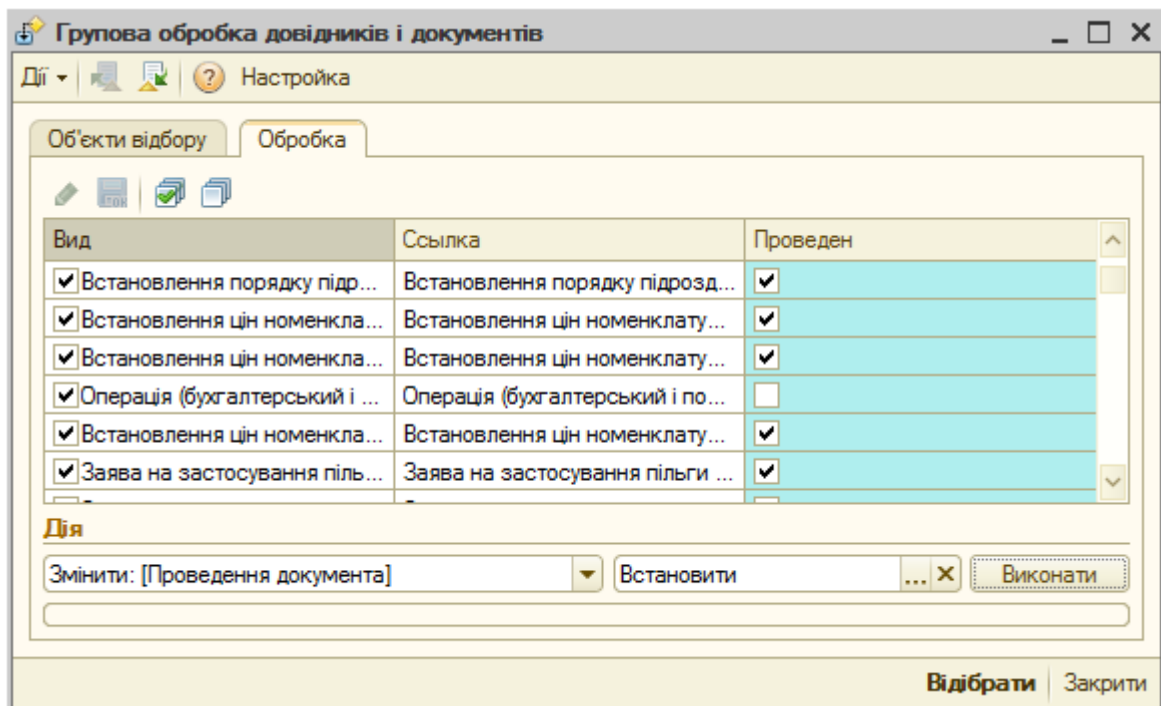 Групова обробка довідників і документів
Дії Настройка
Об'єкти відбору Обробка
Вид Ссылка Проведен
Встановлення порядку підр... Встановлення порядку підрозд...
Встановлення цін номенкла... Встановлення цін номенклату...
Встановлення цін номенкла... Встановлення цін номенклату...
Операція (бухгалтерський і ... Операція (бухгалтерський і по...
Встановлення цін номенкла... Встановлення цін номенклату...
Заява на застосування піль... Заява на застосування пільги ...
Дія
Змінити: [Проведення документа] Встановити ... Виконати
Відібрати Закрити